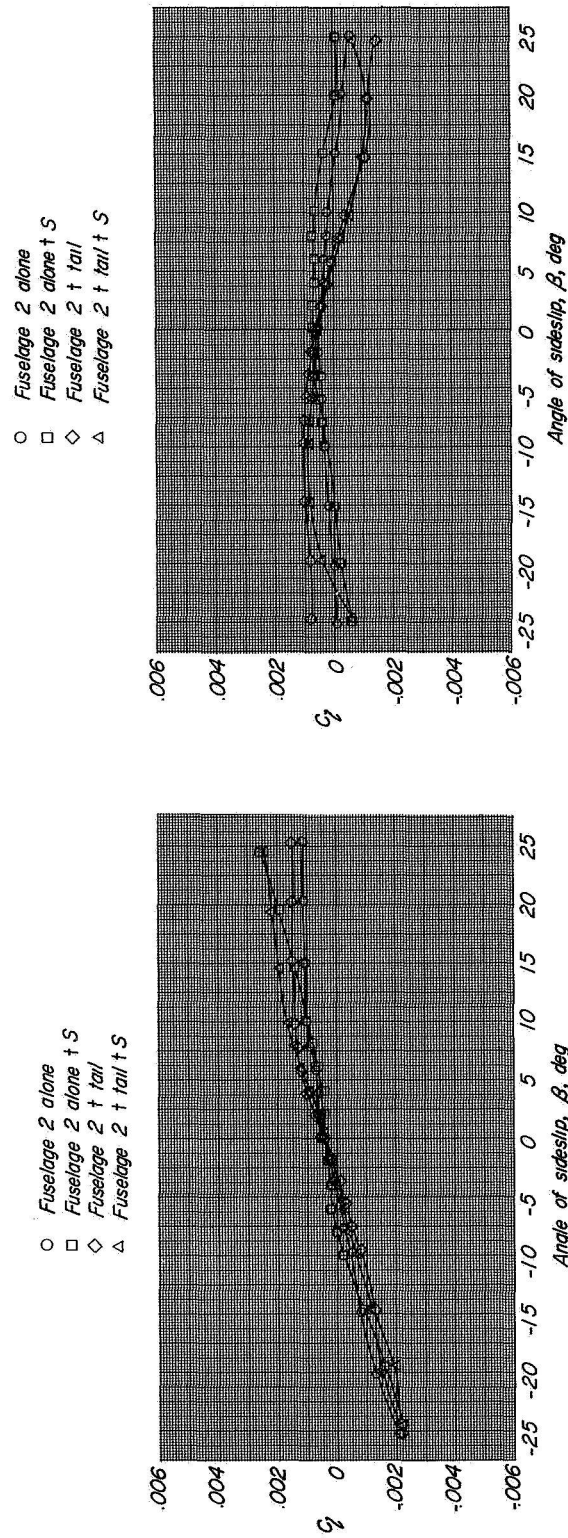 Fuselage 2 alone
Fuselage 2 alone + S
Fuselage 2 + tail
Fuselage 2 + tail + S
.006
.004
.002
0
-.002
-.004
-.006
Cl
-25 -20 -15 -10 -5 0 5 10 15 20 25
Angle of sideslip, β, deg
Fuselage 2 alone
Fuselage 2 alone + S
Fuselage 2 + tail
Fuselage 2 + tail + S
.006
.004
.002
0
-.002
-.004
-.006
Cl
-25 -20 -15 -10 -5 0 5 10 15 20 25
Angle of sideslip, β, deg